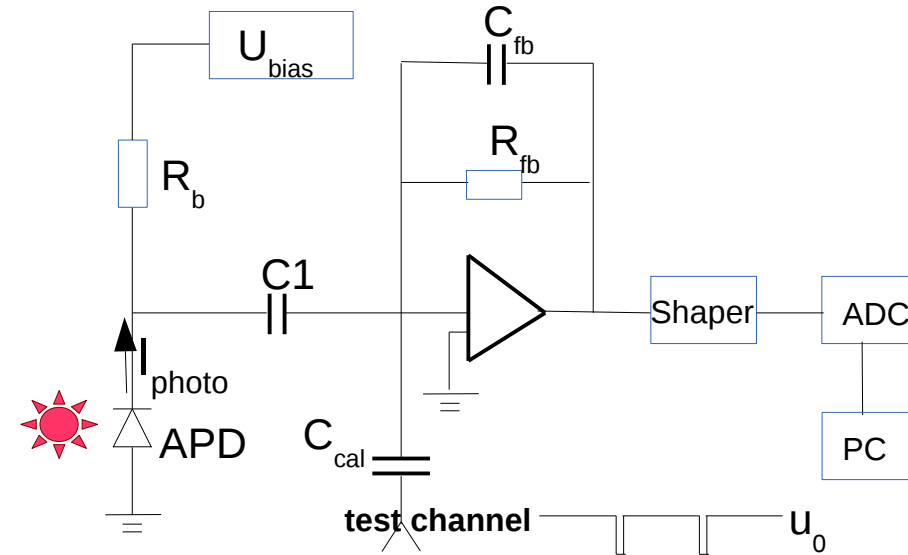 U_bias
C_fb
R_fb
R_b
C1
Shaper
ADC
I_photo
APD
C_cal
PC
test channel
u_0